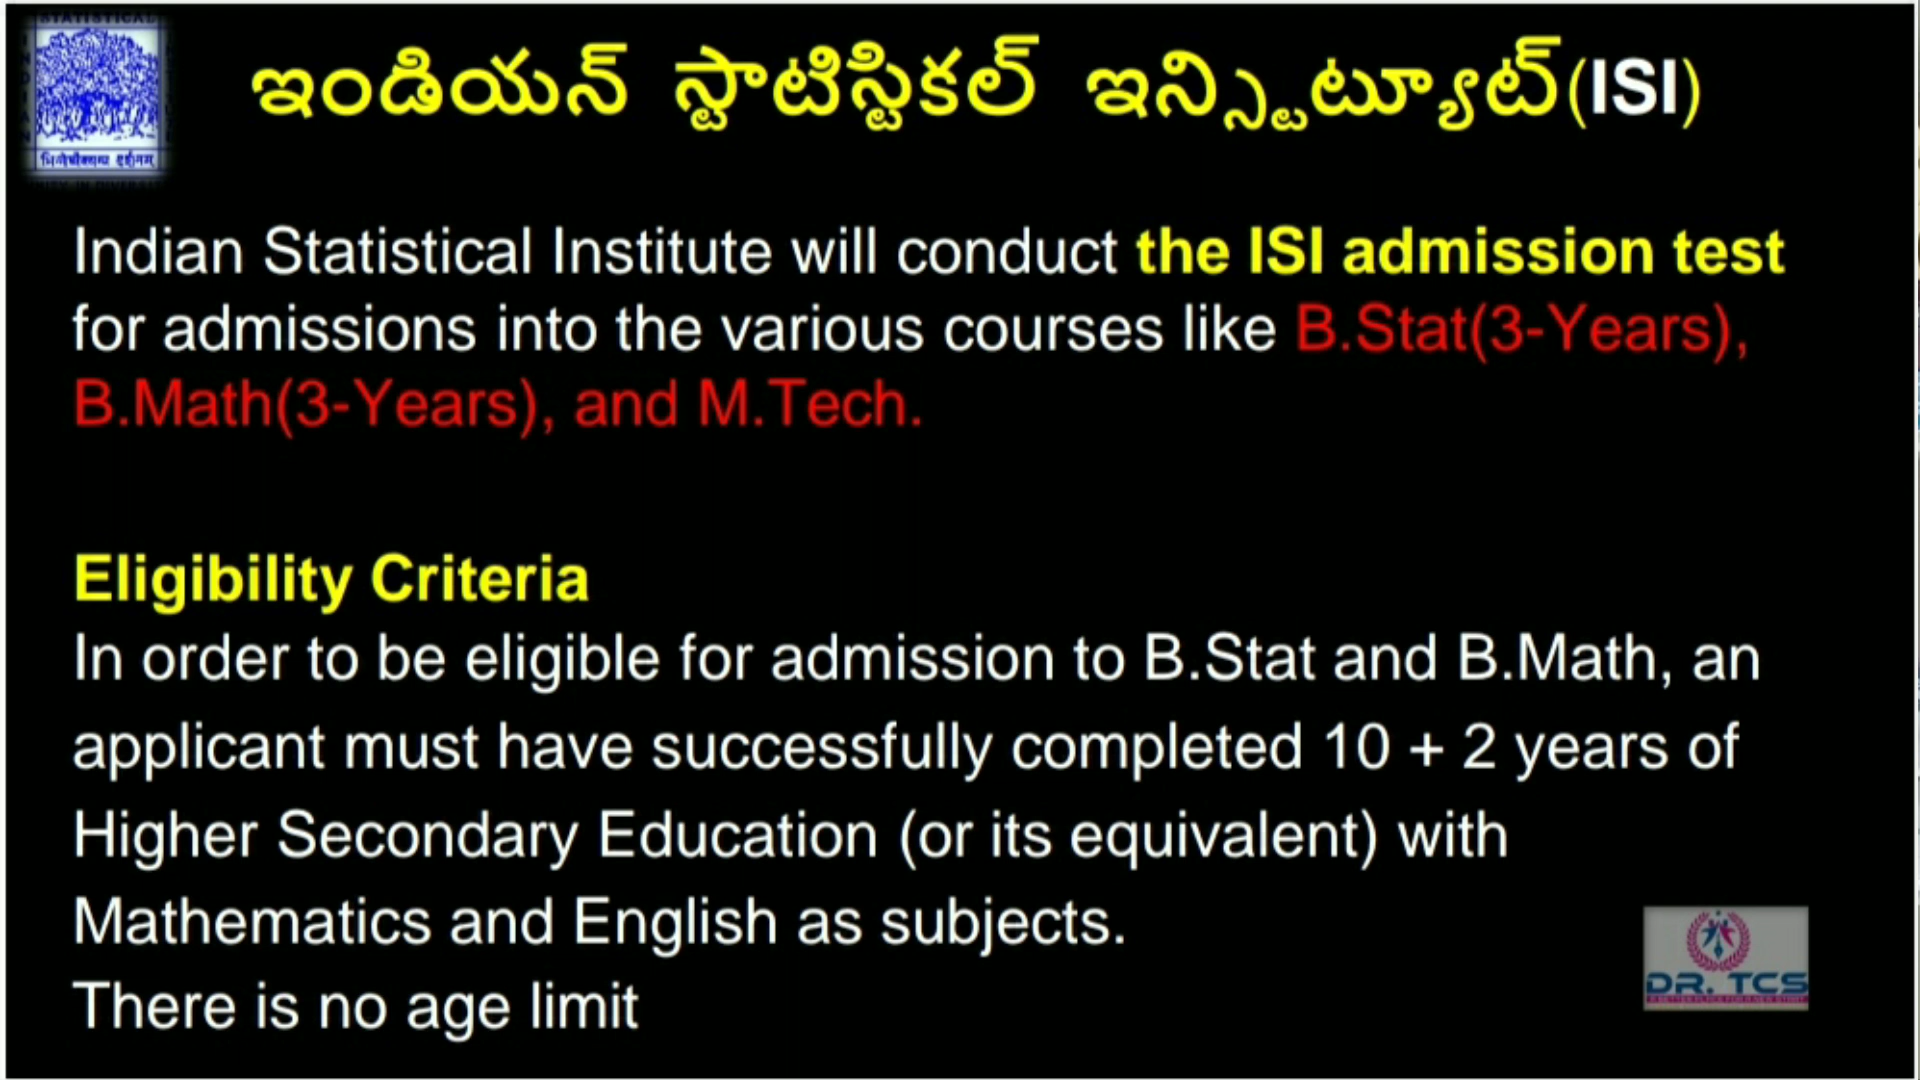 STATISTICAL
ఇండియన్ స్టాటిస్టికల్ ఇన్స్టిట్యూట్(ISI)
Indian Statistical Institute will conduct the ISI admission test
for admissions into the various courses like B.Stat(3-Years),
B.Math(3-Years), and M.Tech.
Eligibility Criteria
In order to be eligible for admission to B.Stat and B.Math, an
applicant must have successfully completed 10 + 2 years of
Higher Secondary Education (or its equivalent) with
Mathematics and English as subjects.
There is no age limit
DR. TCS